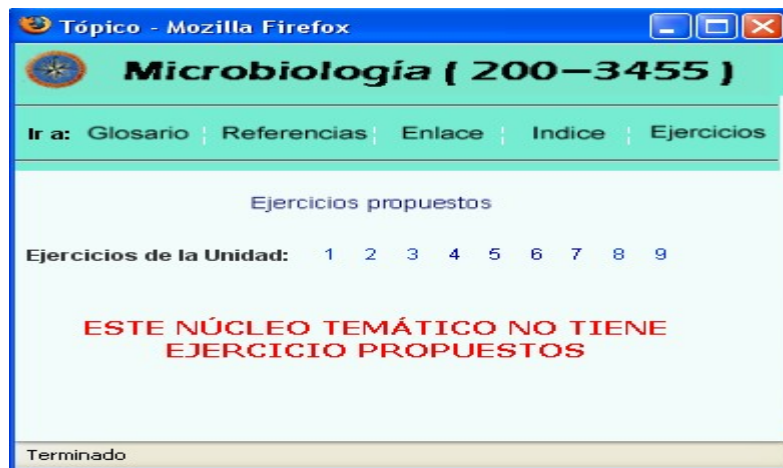 Tópico - Mozilla Firefox
Microbiología ( 200-3455 )
Ir a: Glosario Referencias Enlace Indice Ejercicios
Ejercicios propuestos
Ejercicios de la Unidad: 1 2 3 4 5 6 7 8 9
ESTE NÚCLEO TEMÁTICO NO TIENE
EJERCICIO PROPUESTOS
Terminado